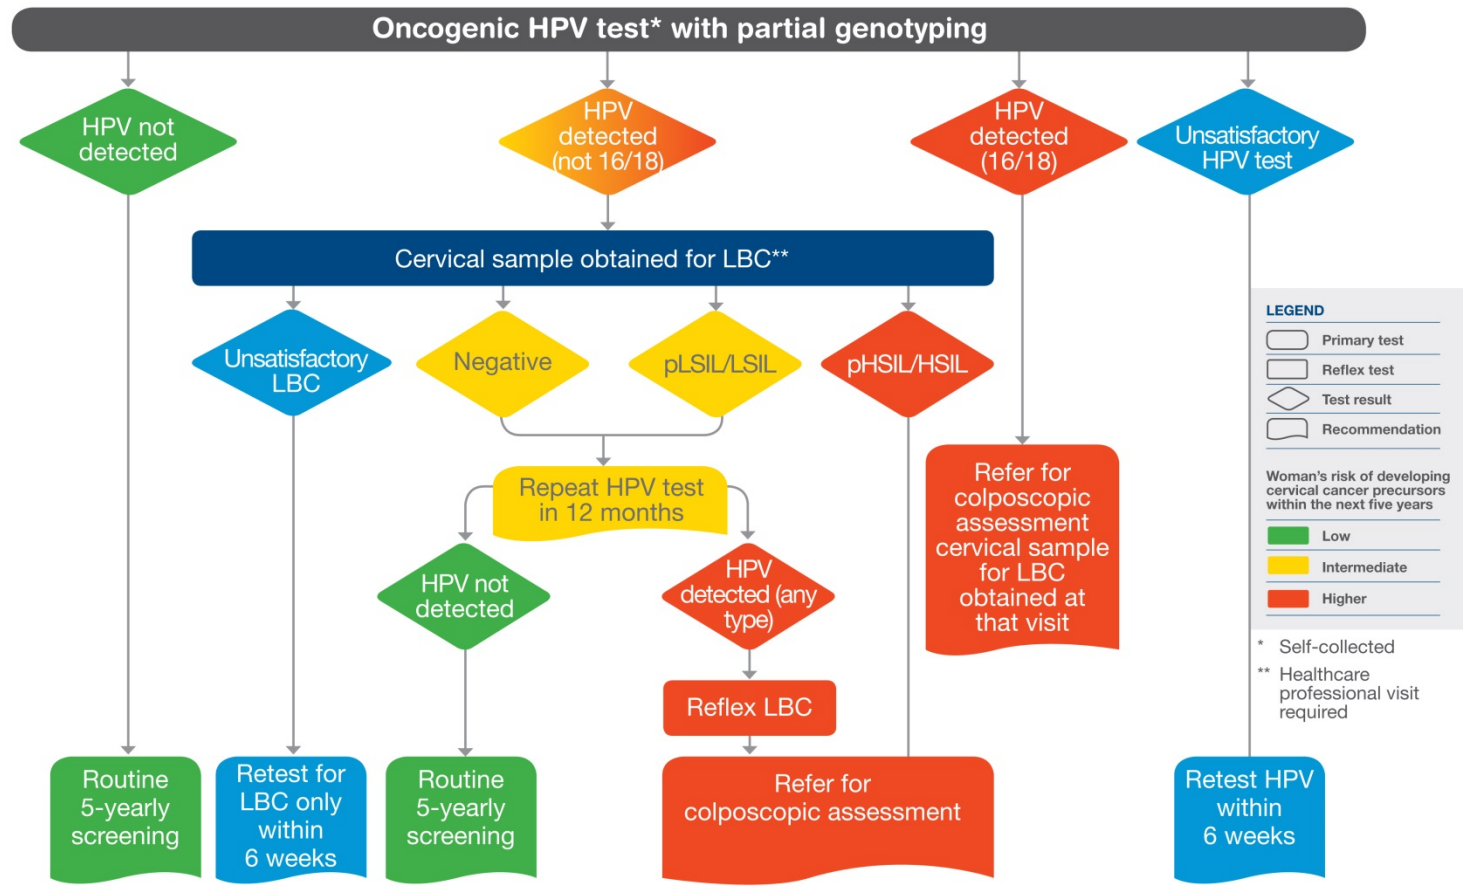 Oncogenic HPV test* with partial genotyping
HPV not
detected
HPV
detected
(not 16/18)
HPV
detected
(16/18)
Unsatisfactory
HPV test
Cervical sample obtained for LBC**
Unsatisfactory
LBC
Negative
pLSIL/LSIL
pHSIL/HSIL
Repeat HPV test
in 12 months
HPV not
detected
HPV
detected (any
type)
Reflex LBC
Refer for
colposcopic
assessment
cervical sample
for LBC
obtained at
that visit
Routine
5-yearly
screening
Retest for
LBC only
within
6 weeks
Routine
5-yearly
screening
Refer for
colposcopic assessment
Retest HPV
within
6 weeks
LEGEND
Primary test
Reflex test
Test result
Recommendation
Woman's risk of developing
cervical cancer precursors
within the next five years
Low
Intermediate
Higher
* Self-collected
** Healthcare
professional visit
required